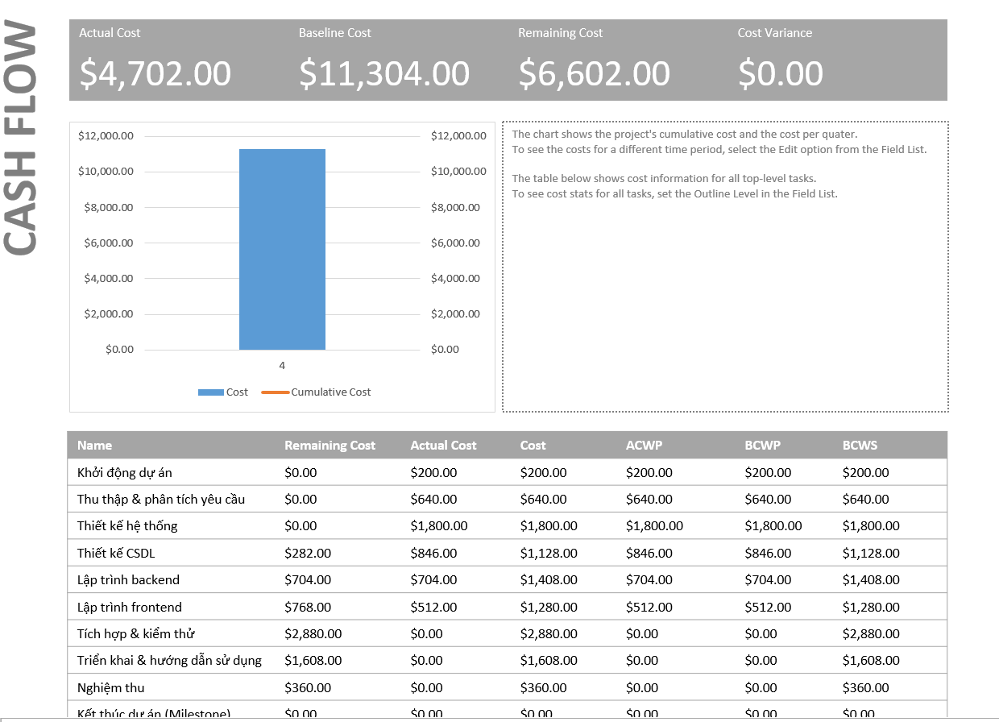 CASH FLOW
Actual Cost Baseline Cost Remaining Cost Cost Variance
$4,702.00 $11,304.00 $6,602.00 $0.00
$12,000.00 $12,000.00
$10,000.00 $10,000.00
$8,000.00 $8,000.00
$6,000.00 $6,000.00
$4,000.00 $4,000.00
$2,000.00 $2,000.00
$0.00 $0.00
4
Cost Cumulative Cost
The chart shows the project's cumulative cost and the cost per quater.
To see the costs for a different time period, select the Edit option from the Field List.
The table below shows cost information for all top-level tasks.
To see cost stats for all tasks, set the Outline Level in the Field List.
Name Remaining Cost Actual Cost Cost ACWP BCWP BCWS
Khởi động dự án $0.00 $200.00 $200.00 $200.00 $200.00 $200.00
Thu thập & phân tích yêu cầu $0.00 $640.00 $640.00 $640.00 $640.00 $640.00
Thiết kế hệ thống $0.00 $1,800.00 $1,800.00 $1,800.00 $1,800.00 $1,800.00
Thiết kế CSDL $282.00 $846.00 $1,128.00 $846.00 $846.00 $1,128.00
Lập trình backend $704.00 $704.00 $1,408.00 $704.00 $704.00 $1,408.00
Lập trình frontend $768.00 $512.00 $1,280.00 $512.00 $512.00 $1,280.00
Tích hợp & kiểm thử $2,880.00 $0.00 $2,880.00 $0.00 $0.00 $2,880.00
Triển khai & hướng dẫn sử dụng $1,608.00 $0.00 $1,608.00 $0.00 $0.00 $1,608.00
Nghiệm thu $360.00 $0.00 $360.00 $0.00 $0.00 $360.00
Kết thúc dự án (Milestone) $0.00 $0.00 $0.00 $0.00 $0.00 $0.00